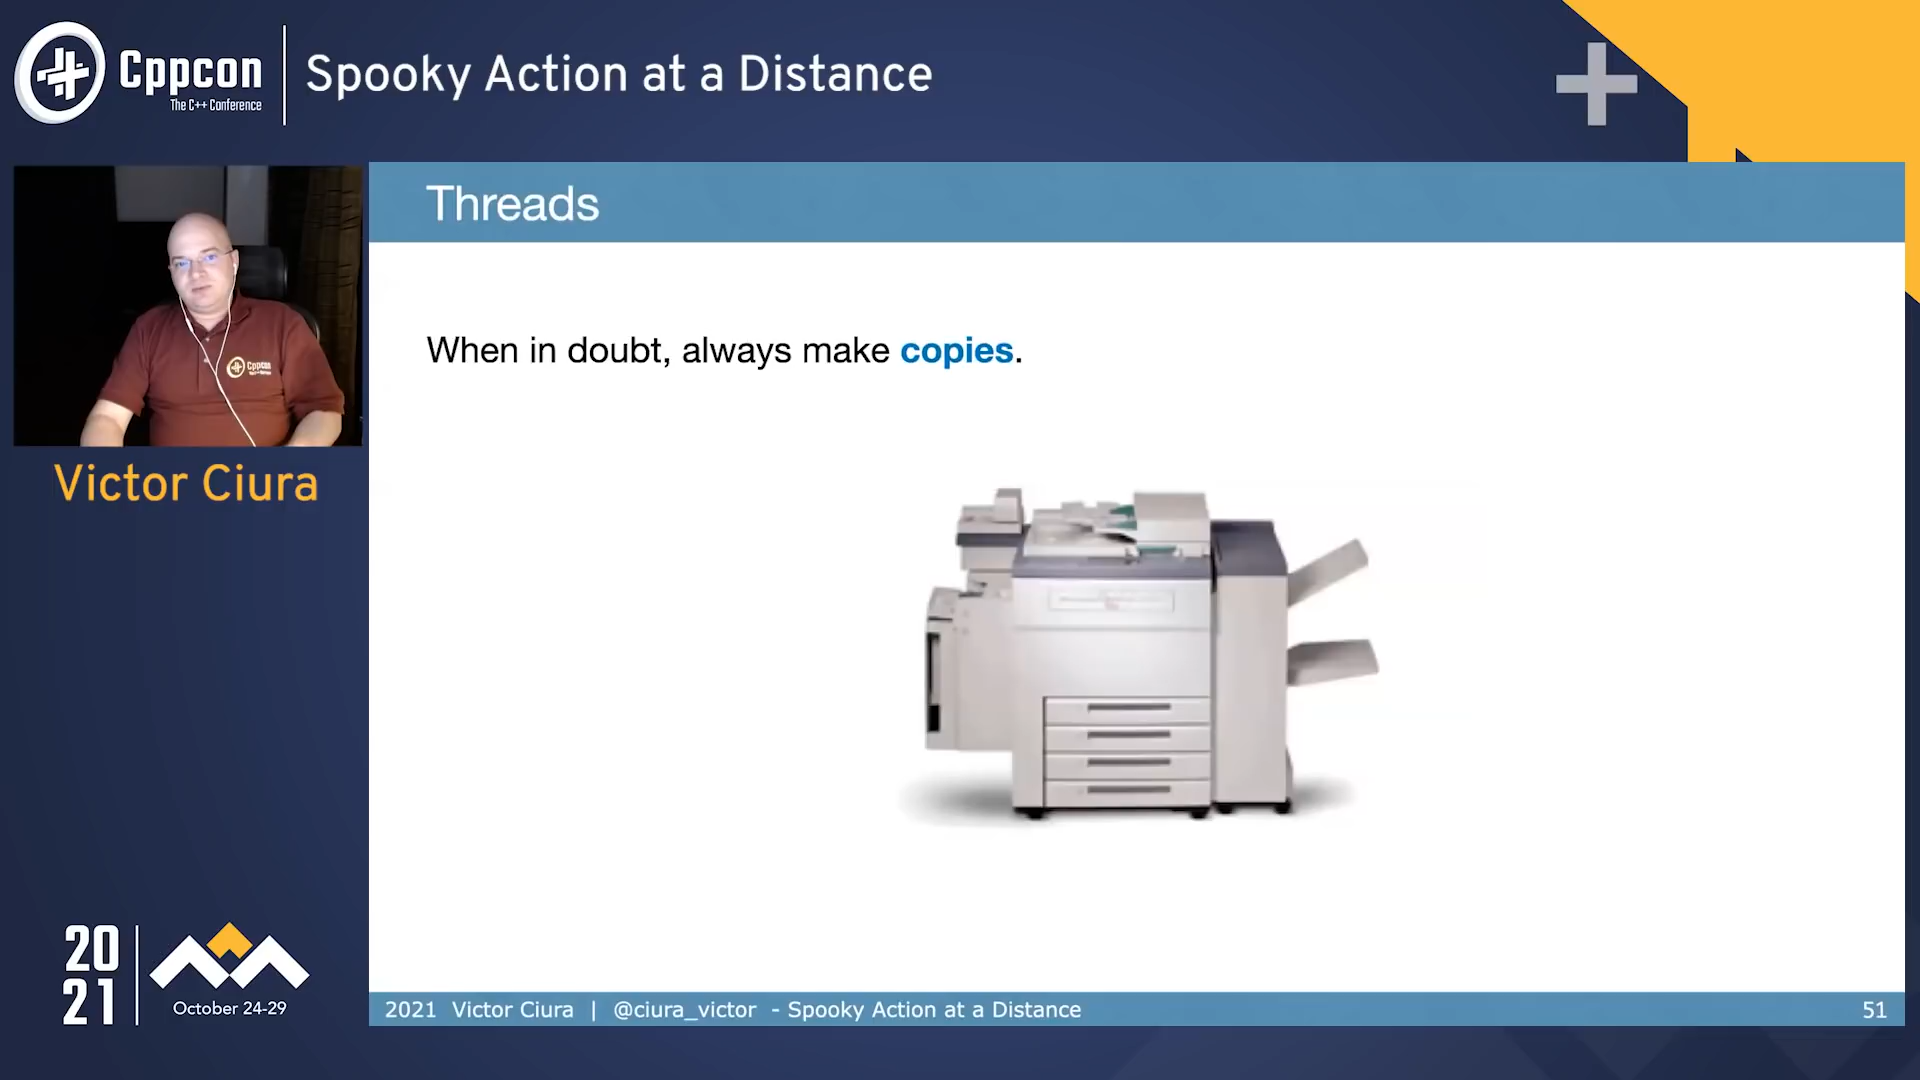 Cppcon
The C++ Conference
Spooky Action at a Distance
Threads
When in doubt, always make copies.
Cppcon
Victor Ciura
20
21
October 24-29
2021 Victor Ciura | @ciura_victor - Spooky Action at a Distance
51